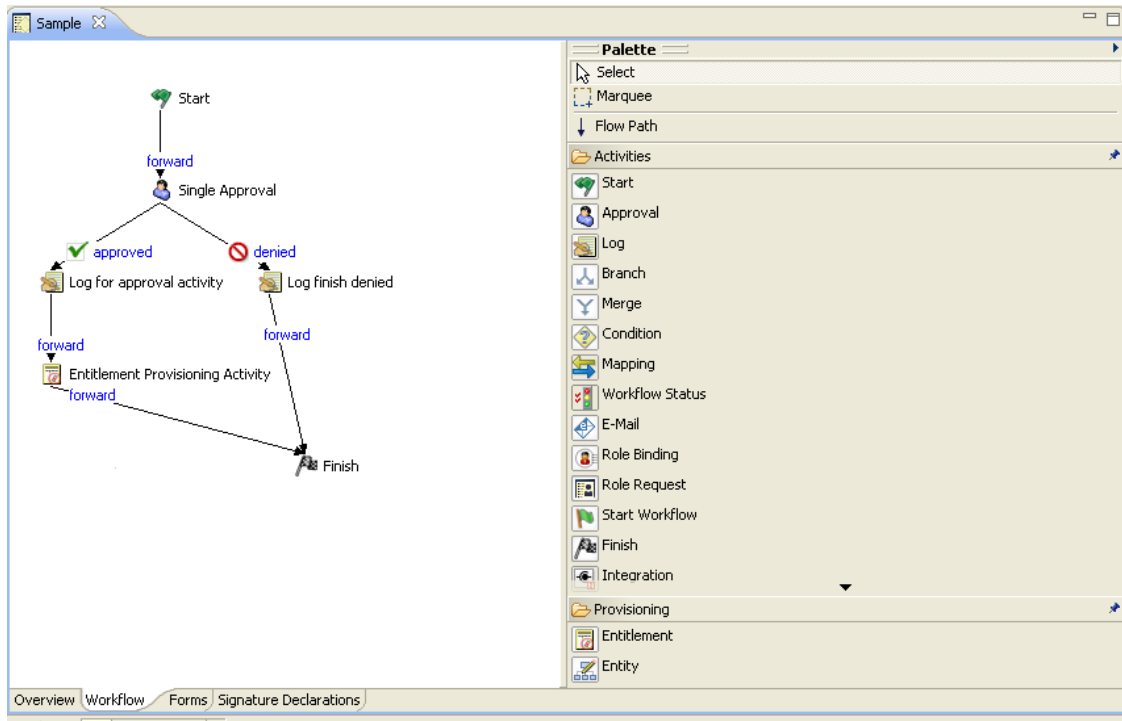 Sample
Start
forward
Single Approval
approved
denied
Log for approval activity
Log finish denied
forward
forward
Entitlement Provisioning Activity
forward
Finish
Palette
Select
Marquee
Flow Path
Activities
Start
Approval
Log
Branch
Merge
Condition
Mapping
Workflow Status
E-Mail
Role Binding
Role Request
Start Workflow
Finish
Integration
Provisioning
Entitlement
Entity
Overview Workflow Forms Signature Declarations